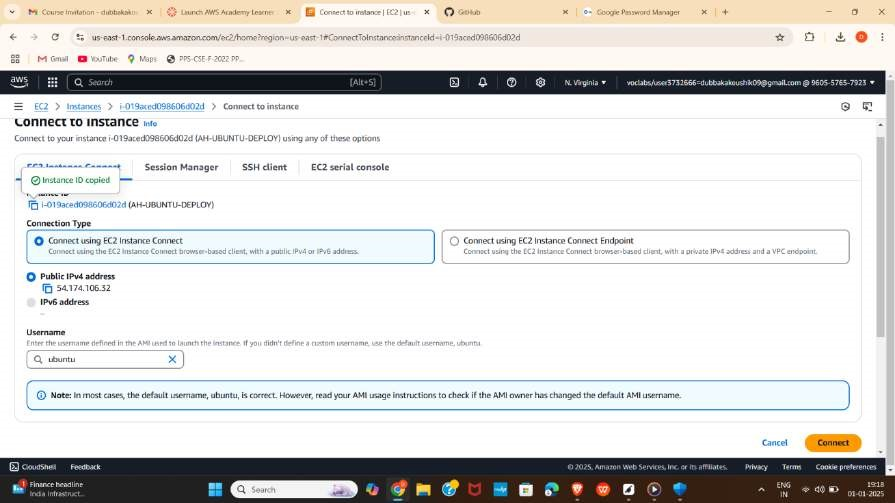 Course Invitation - dubbakakous
Launch AWS Academy Learner
Connect to instance | EC2 | us-e
GitHub
Google Password Manager
us-east-1.console.aws.amazon.com/ec2/home?region=us-east-1#ConnectToInstance:instanceId=i-019aced098606d02
Gmail
YouTube
Maps
PPS-CSE-F-2022 PP...
aws
Search
[Alt+S]
N. Virginia
voclabs/user3732666=dubbakakoushik09@gmail.com @ 9605-5765-7923
EC2
Instances
i-019aced098606d02
Connect to instance
Connect to instance Info
Connect to your instance i-019aced098606d02 (AH-UBUNTU-DEPLOY) using any of these options
EC2 Instance Connect
Session Manager
SSH client
EC2 serial console
Instance ID copied
Instance ID
i-019aced098606d02 (AH-UBUNTU-DEPLOY)
Connection Type
Connect using EC2 Instance Connect
Connect using the EC2 Instance Connect browser-based client, with a public IPv4 or IPv6 address.
Connect using EC2 Instance Connect Endpoint
Connect using the EC2 Instance Connect browser-based client, with a private IPv4 address and a VPC endpoint.
Public IPv4 address
54.174.106.32
IPv6 address
–
Username
Enter the username defined in the AMI used to launch the instance. If you didn't define a custom username, use the default username, ubuntu.
ubuntu
Note: In most cases, the default username, ubuntu, is correct. However, read your AMI usage instructions to check if the AMI owner has changed the default AMI username.
Cancel
Connect
CloudShell
Feedback
© 2025, Amazon Web Services, Inc. or its affiliates.
Privacy
Terms
Cookie preferences
Finance headline
India Infrastruct...
Search
ENG
IN
19:18
01-01-2025